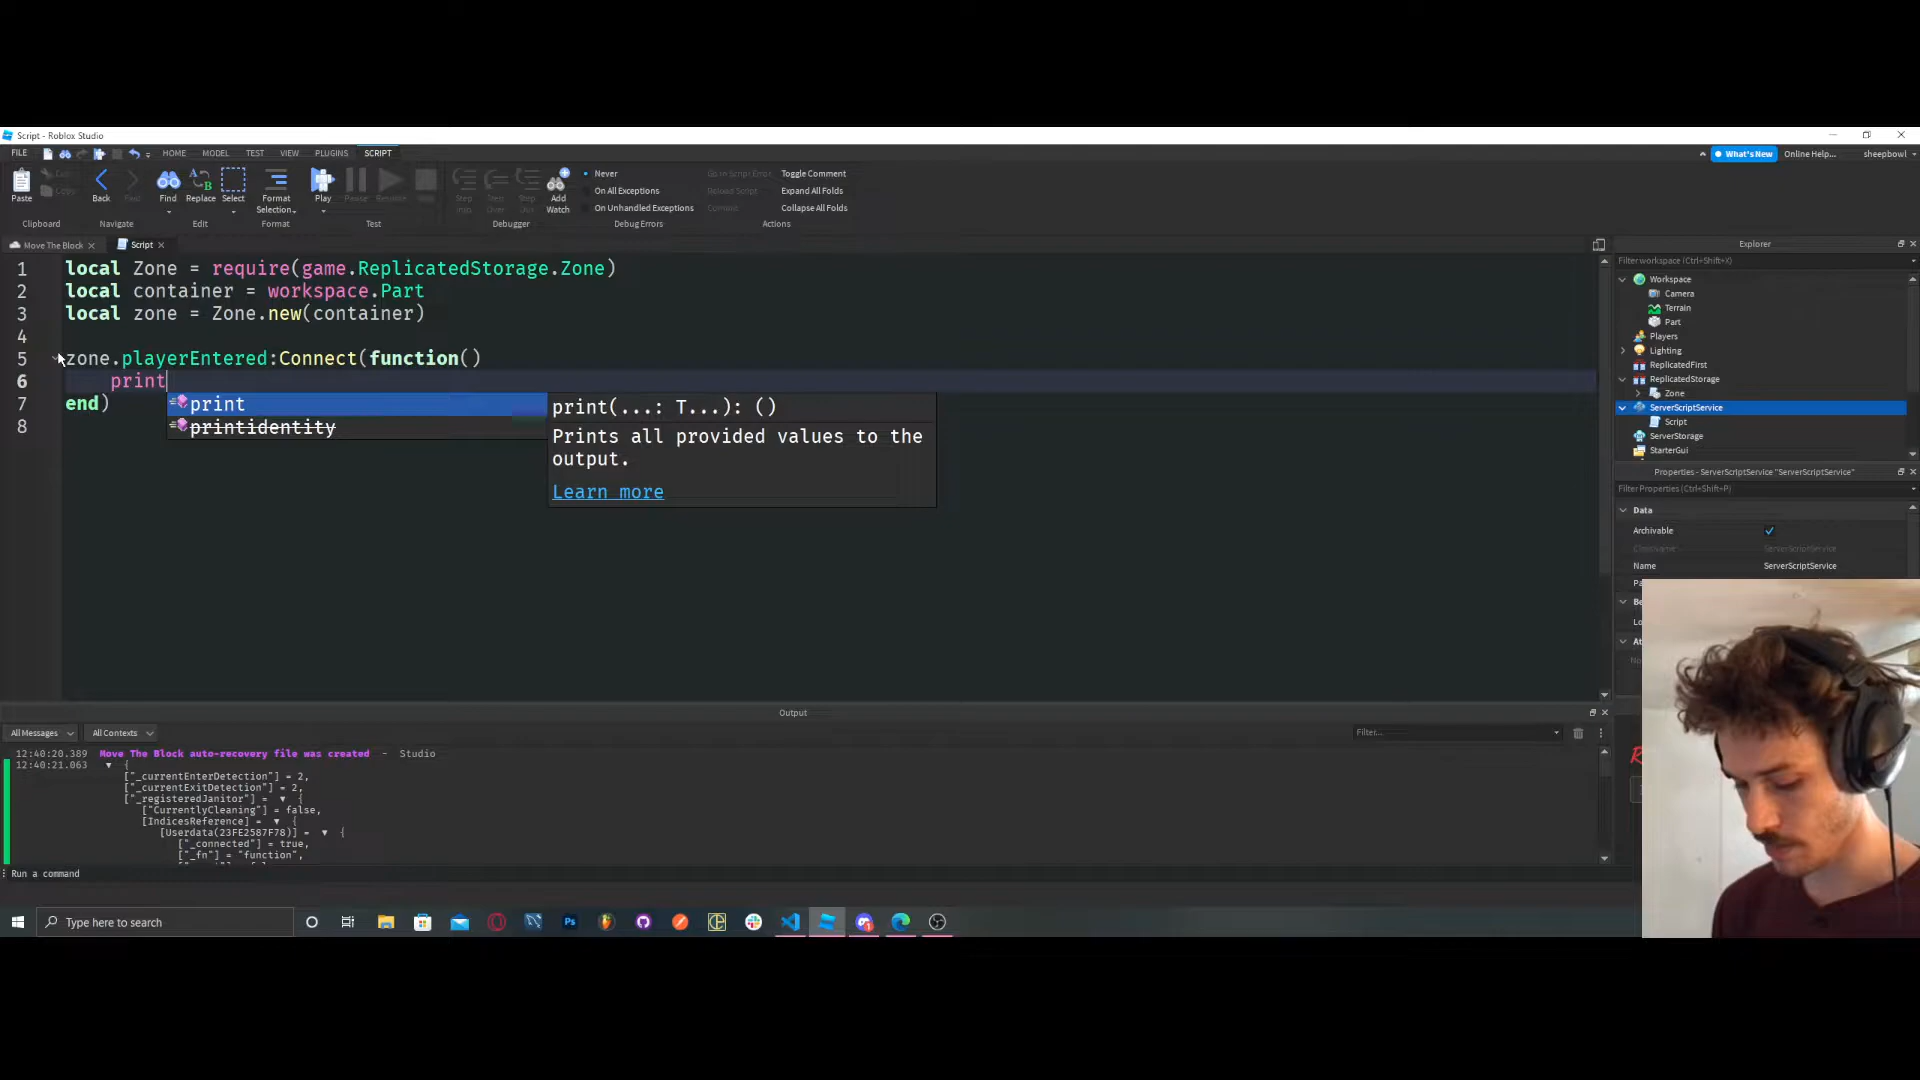 Script - Roblox Studio
FILE HOME MODEL TEST VIEW PLUGINS SCRIPT What's New Online Help... sheepbowl
Paste Copy Back Find Replace Select Format Selection... Play Add Watch
Never Toggle Comment
On All Exceptions Expand All Folds
On Unhandled Exceptions Collapse All Folds
Clipboard Navigate Edit Format Test Debugger Debug Errors Actions
Move The Block Script
1 local Zone = require(game.ReplicatedStorage.Zone)
2 local container = workspace.Part
3 local zone = Zone.new(container)
4
5 zone.playerEntered:Connect(function()
6 print
7 end)
8
print
printidentity
print(...: T...): ()
Prints all provided values to the
output.
Learn more
Explorer
Filter workspace (Ctrl+Shift+X)
Workspace
Camera
Terrain
Part
Players
Lighting
ReplicatedFirst
ReplicatedStorage
Zone
ServerScriptService
Script
ServerStorage
StarterGui
Properties - ServerScriptService "ServerScriptService"
Filter Properties (Ctrl+Shift+P)
Data
Archivable
ClassName ServerScriptService
Name ServerScriptService
Output
All Messages All Contexts Filter...
12:40:20.389 Move The Block auto-recovery file was created - Studio
12:40:21.063 ▼ {
["_currentEnterDetection"] = 2,
["_currentExitDetection"] = 2,
["_registeredJanitor"] = ▼ {
["CurrentlyCleaning"] = false,
[IndicesReference] = ▼ {
[Userdata(23FE2587F78)] = ▼ {
["_connected"] = true,
["_fn"] = "function",
Run a command
Type here to search